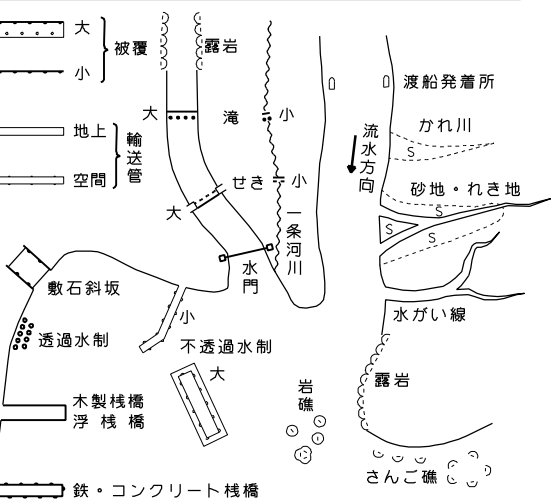 大
被覆
小
露岩
大
滝
小
渡船発着所
流水方向
かれ川
S
地上
輸送管
空間
せき
小
大
一条河川
砂地・れき地
S
S
S
水門
敷石斜坂
小
透過水制
不透過水制
大
水がい線
岩礁
露岩
木製桟橋
浮桟橋
さんご礁
鉄・コンクリート桟橋